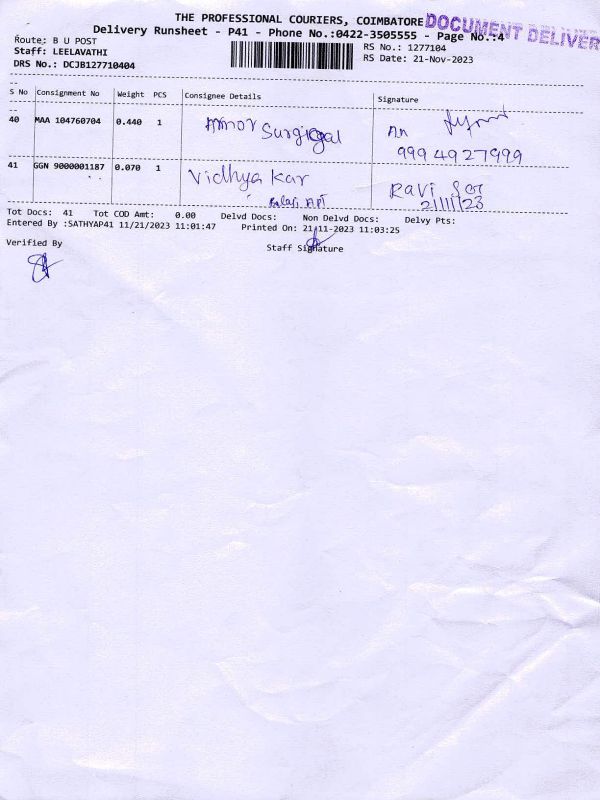 THE PROFESSIONAL COURIERS, COIMBATORE
DOCUMENT DELIVER
Delivery Runsheet - P41 - Phone No.:0422-3505555 - Page No.:4
Route: B U POST
Staff: LEELAVATHI
DRS No.: DCJB127710404
RS No.: 1277104
RS Date: 21-Nov-2023
S No Consignment No Weight PCS Consignee Details Signature
40 MAA 104760704 0.440 1 Surgical
9994927999
41 GGN 9000001187 0.070 1 Vidhya Kar Ravi
21/11/23
Tot Docs: 41 Tot COD Amt: 0.00 Delvd Docs: Non Delvd Docs: Delvy Pts:
Entered By :SATHYAP41 11/21/2023 11:01:47 Printed On: 21-11-2023 11:03:25
Verified By
Staff Signature